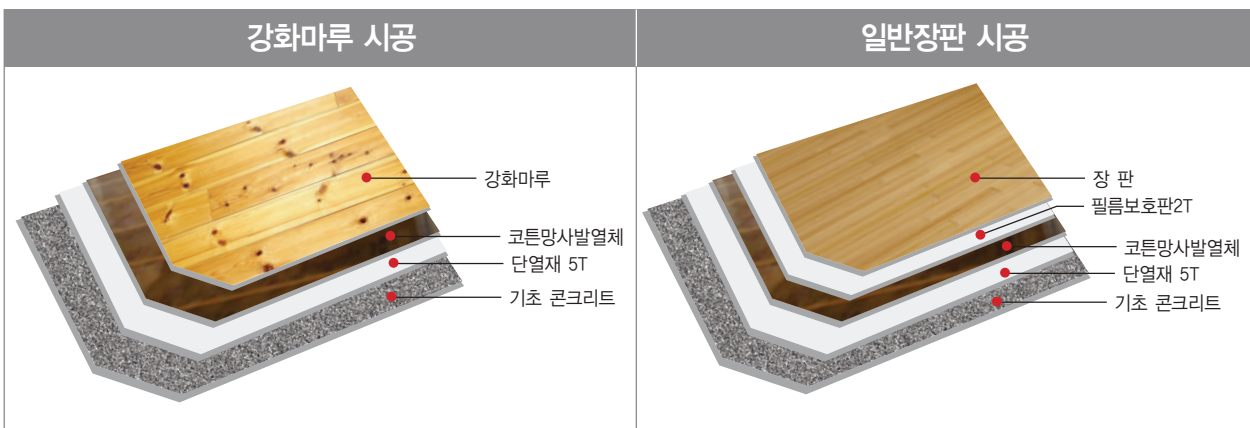 강화마루 시공
강화마루
코튼망사발열체
단열재 5T
기초 콘크리트
일반장판 시공
장 판
필름보호판2T
코튼망사발열체
단열재 5T
기초 콘크리트